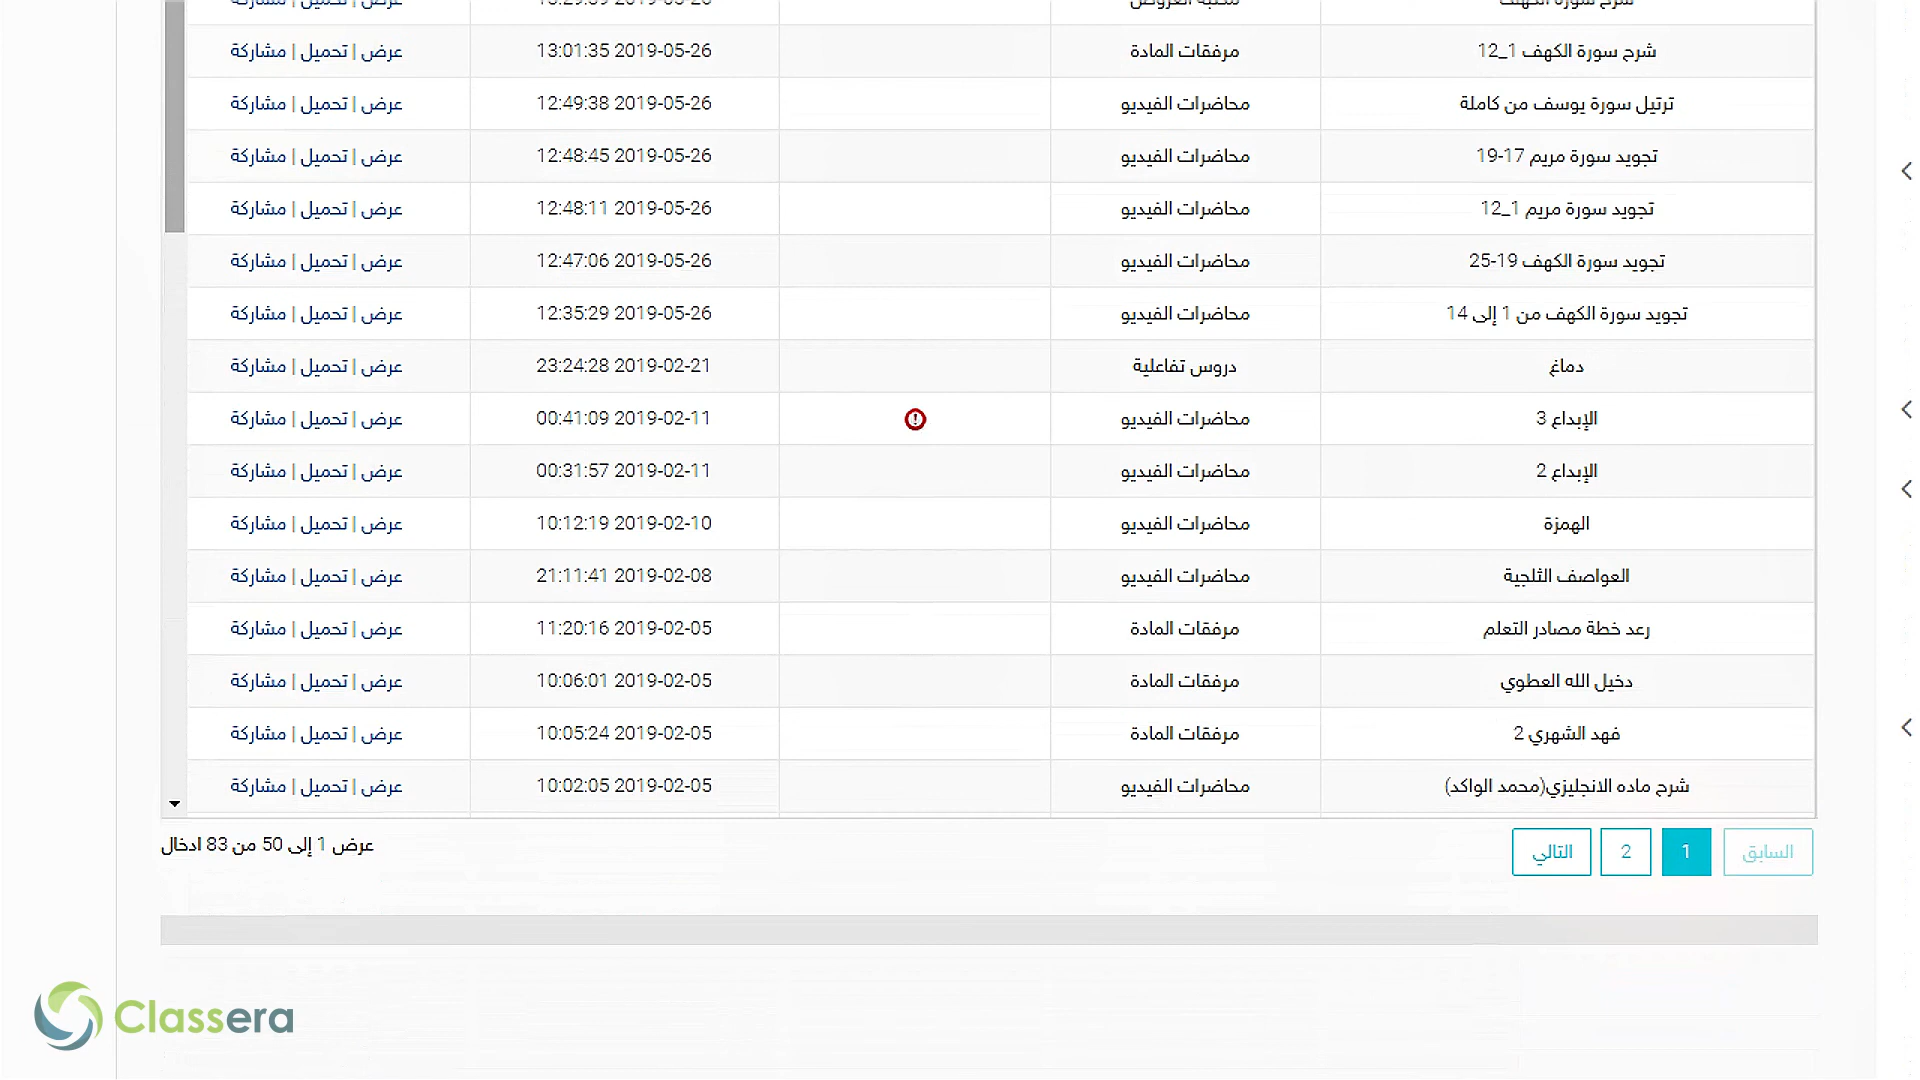 شرح سورة الكهف 1_12 مرفقات المادة 2019-05-26 13:01:35 عرض | تحميل | مشاركة
ترتيل سورة يوسف من كاملة محاضرات الفيديو 2019-05-26 12:49:38 عرض | تحميل | مشاركة
تجويد سورة مريم 17-19 محاضرات الفيديو 2019-05-26 12:48:45 عرض | تحميل | مشاركة
تجويد سورة مريم 1_12 محاضرات الفيديو 2019-05-26 12:48:11 عرض | تحميل | مشاركة
تجويد سورة الكهف 19-25 محاضرات الفيديو 2019-05-26 12:47:06 عرض | تحميل | مشاركة
تجويد سورة الكهف من 1 إلى 14 محاضرات الفيديو 2019-05-26 12:35:29 عرض | تحميل | مشاركة
دماغ دروس تفاعلية 2019-02-21 23:24:28 عرض | تحميل | مشاركة
الإبداع 3 محاضرات الفيديو 2019-02-11 00:41:09 عرض | تحميل | مشاركة
الإبداع 2 محاضرات الفيديو 2019-02-11 00:31:57 عرض | تحميل | مشاركة
الهمزة محاضرات الفيديو 2019-02-10 10:12:19 عرض | تحميل | مشاركة
العواصف الثلجية محاضرات الفيديو 2019-02-08 21:11:41 عرض | تحميل | مشاركة
رعد خطة مصادر التعلم مرفقات المادة 2019-02-05 11:20:16 عرض | تحميل | مشاركة
دخيل الله العطوي مرفقات المادة 2019-02-05 10:06:01 عرض | تحميل | مشاركة
فهد الشهري 2 مرفقات المادة 2019-02-05 10:05:24 عرض | تحميل | مشاركة
شرح ماده الانجليزي(محمد الواكد) محاضرات الفيديو 2019-02-05 10:02:05 عرض | تحميل | مشاركة
السابق 1 2 التالي عرض 1 إلى 50 من 83 ادخال
Classera